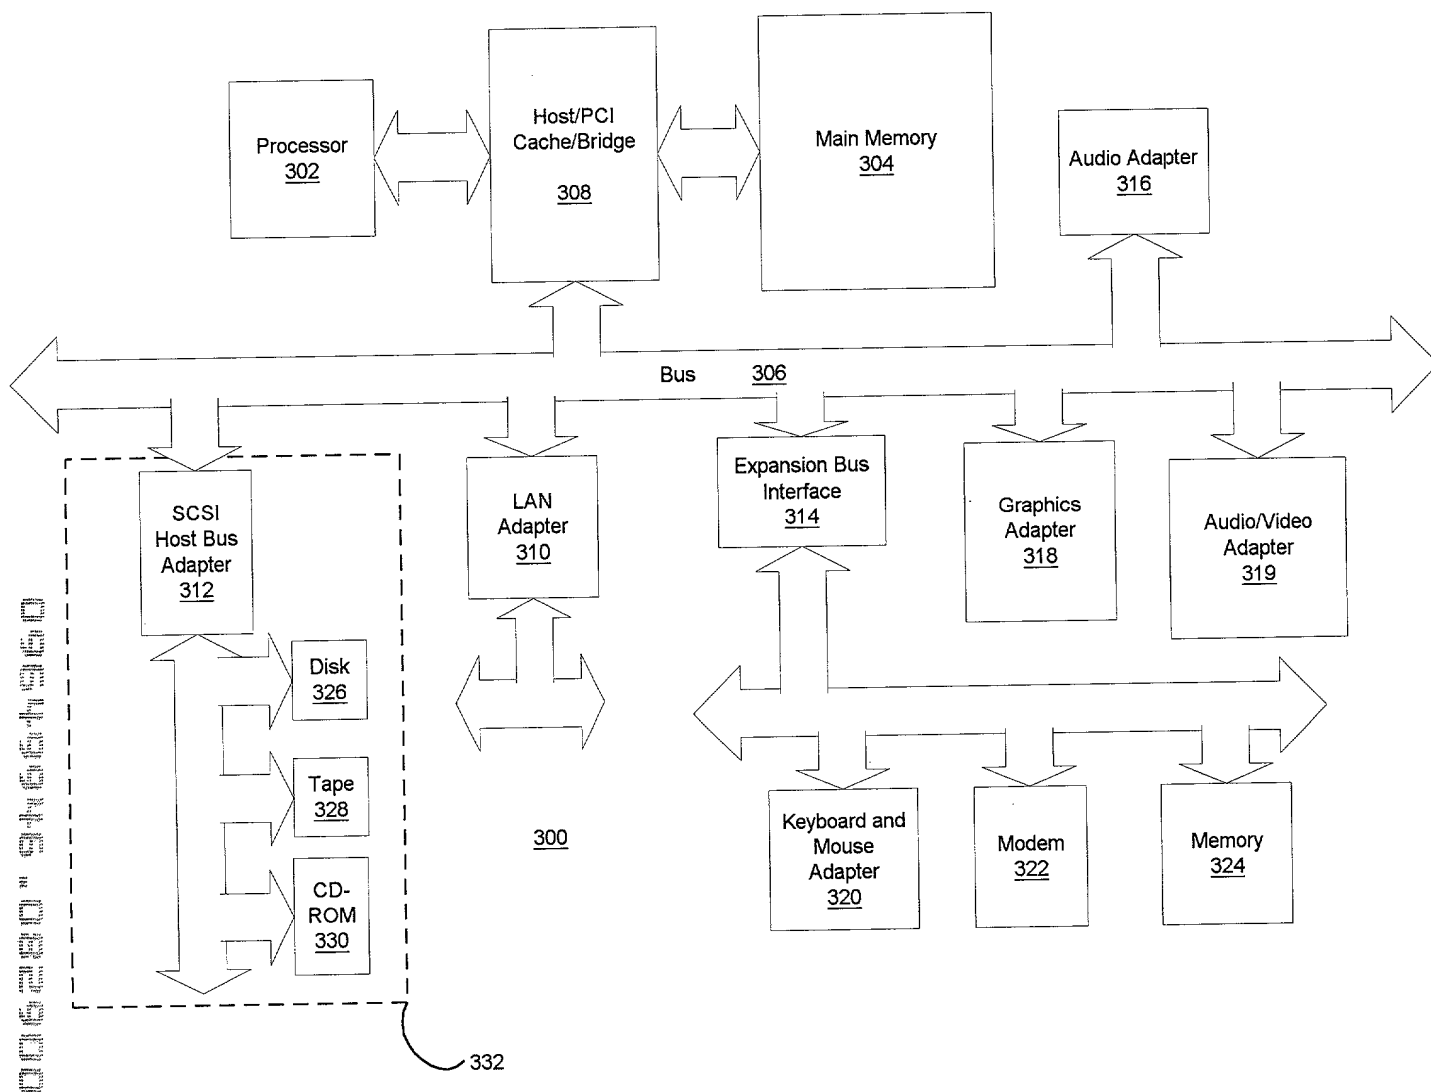 Processor
302
Host/PCI
Cache/Bridge
308
Main Memory
304
Audio Adapter
316
Bus 306
SCSI
Host Bus
Adapter
312
LAN
Adapter
310
Expansion Bus
Interface
314
Graphics
Adapter
318
Audio/Video
Adapter
319
Disk
326
Tape
328
CD-
ROM
330
300
Keyboard and
Mouse
Adapter
320
Modem
322
Memory
324
332